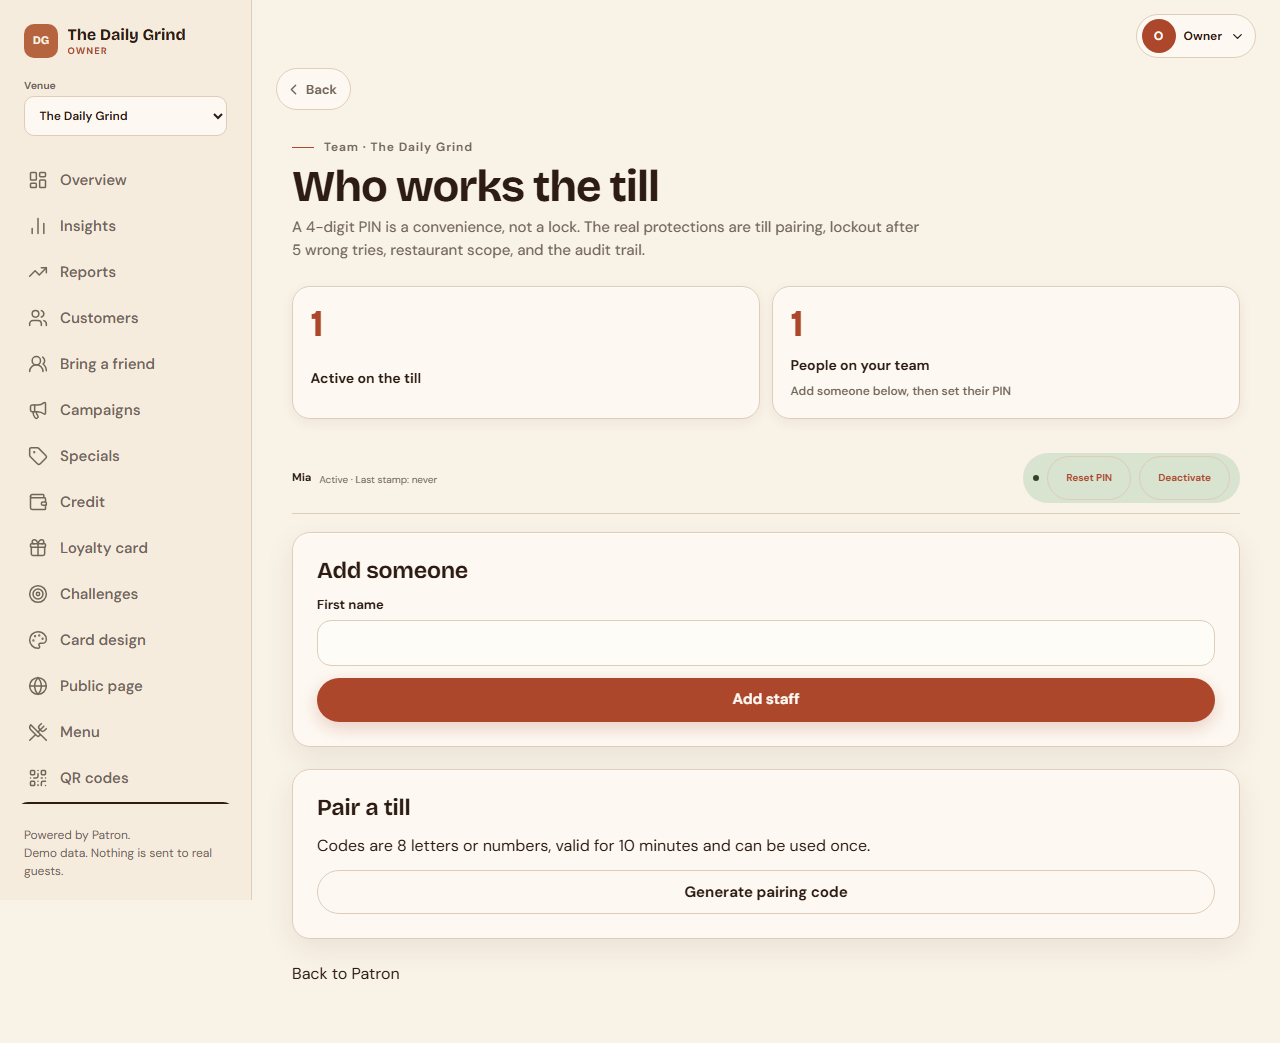 DG
The Daily Grind
OWNER
Venue
The Daily Grind
Overview
Insights
Reports
Customers
Bring a friend
Campaigns
Specials
Credit
Loyalty card
Challenges
Card design
Public page
Menu
QR codes
Powered by Patron.
Demo data. Nothing is sent to real
guests.
O
Owner
Back
Team · The Daily Grind
Who works the till
A 4-digit PIN is a convenience, not a lock. The real protections are till pairing, lockout after
5 wrong tries, restaurant scope, and the audit trail.
1
Active on the till
1
People on your team
Add someone below, then set their PIN
Mia Active · Last stamp: never
Reset PIN
Deactivate
Add someone
First name
Add staff
Pair a till
Codes are 8 letters or numbers, valid for 10 minutes and can be used once.
Generate pairing code
Back to Patron